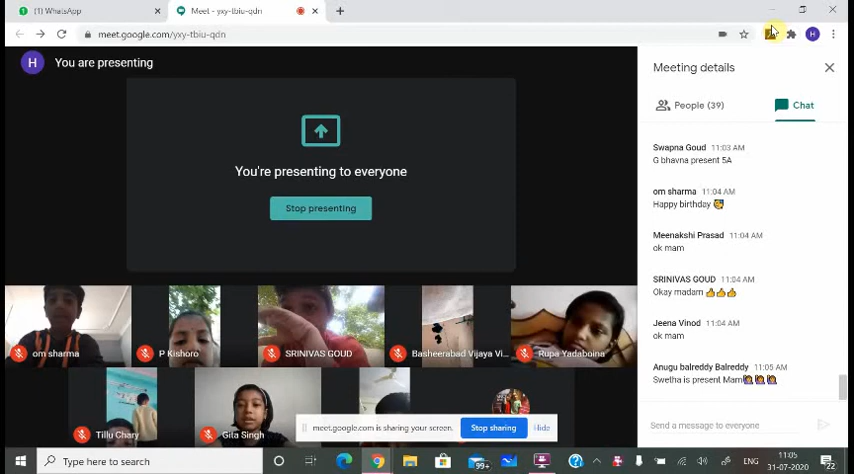 (1) WhatsApp
Meet - yxy-tbiu-qdn
meet.google.com/yxy-tbiu-qdn
H
H
You are presenting
You're presenting to everyone
Stop presenting
om sharma
P Kishoro
SRINIVAS GOUD
Basheerabad Vijaya Vi...
Rupa Yadaboina
Tillu Chary
Gita Singh
meet.google.com is sharing your screen.
Stop sharing
Hide
Meeting details
People (39)
Chat
Swapna Goud 11:03 AM
G bhavna present 5A
om sharma 11:04 AM
Happy birthday 🥰
Meenakshi Prasad 11:04 AM
ok mam
SRINIVAS GOUD 11:04 AM
Okay madam 👍👍👍
Jeena Vinod 11:04 AM
ok mam
Anugu balreddy Balreddy 11:05 AM
Swetha is present Mam🙋🙋🙋
Send a message to everyone
Type here to search
99+
ENG
11:05
31-07-2020
22